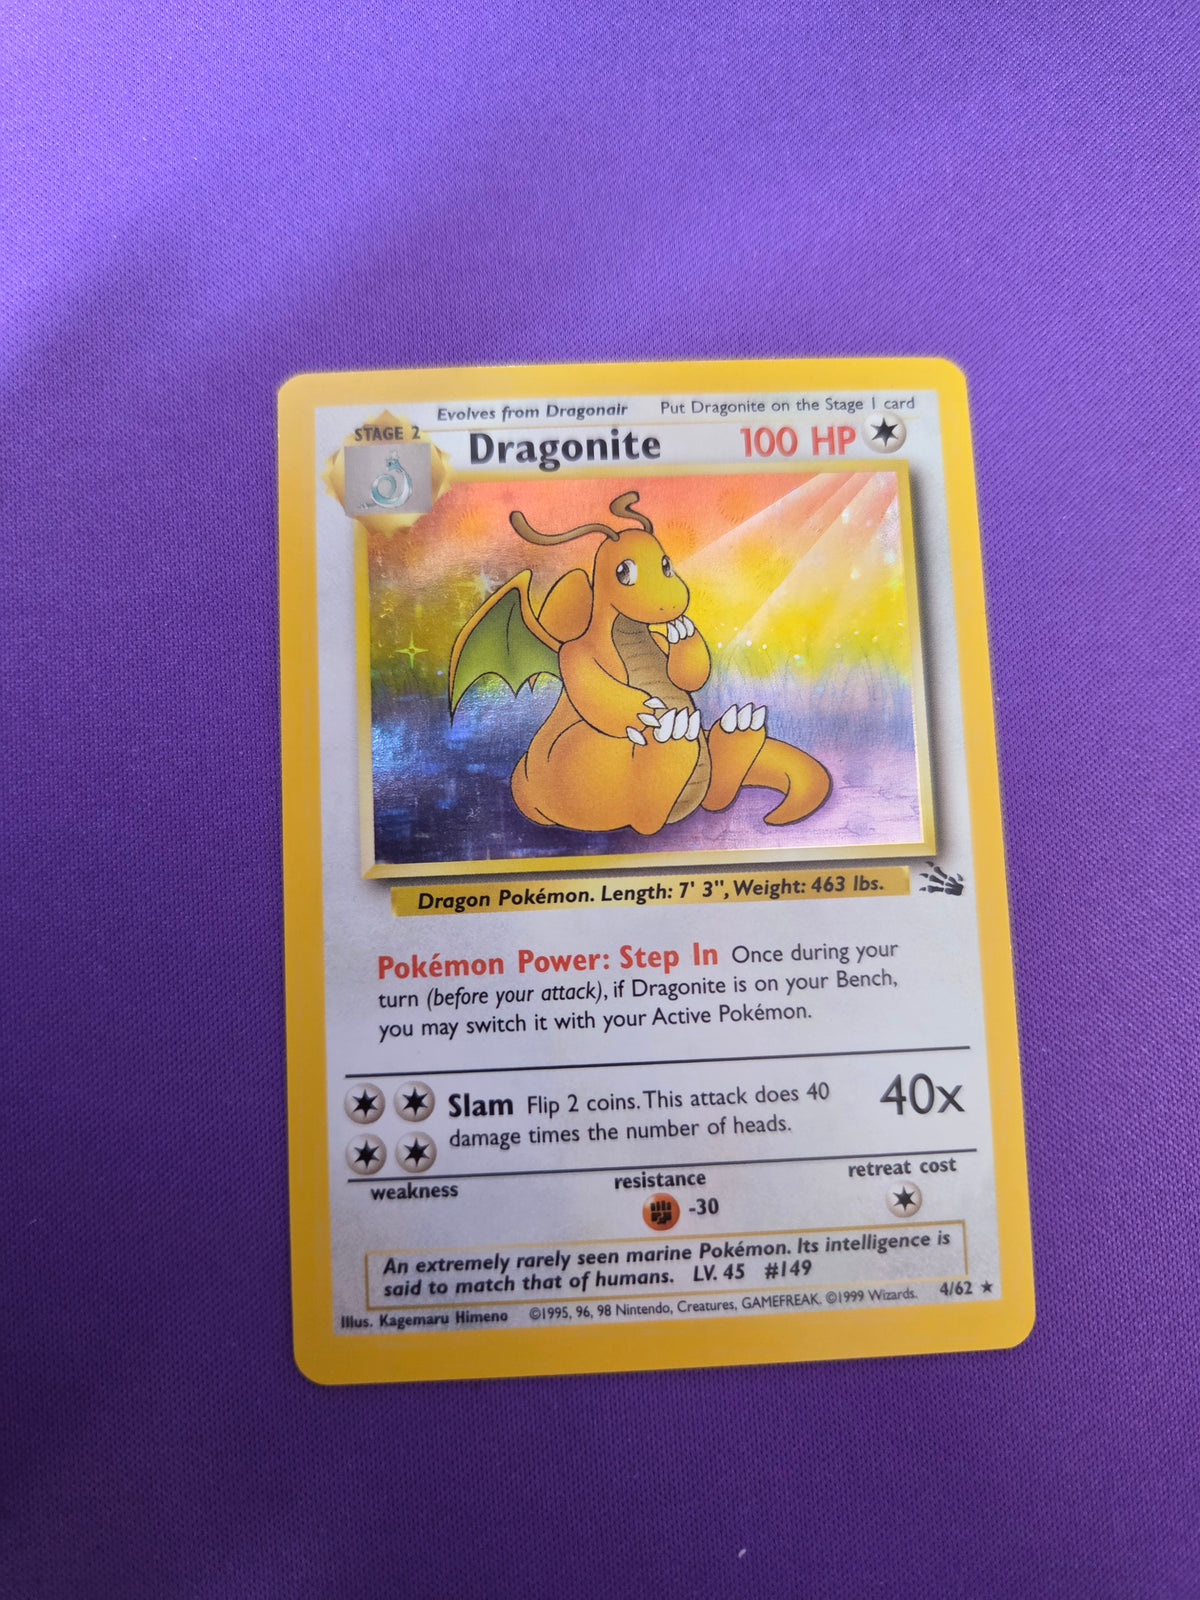 Evolves from Dragonair Put Dragonite on the Stage 1 card
STAGE 2
Dragonite 100 HP
Dragon Pokémon. Length: 7' 3", Weight: 463 lbs.
Pokémon Power: Step In Once during your
turn (before your attack), if Dragonite is on your Bench,
you may switch it with your Active Pokémon.
Slam Flip 2 coins. This attack does 40
damage times the number of heads.
40x
weakness resistance retreat cost
-30
An extremely rarely seen marine Pokémon. Its intelligence is
said to match that of humans. LV. 45 #149
Illus. Kagemaru Himeno ©1995, 96, 98 Nintendo, Creatures, GAMEFREAK. ©1999 Wizards. 4/62 ★